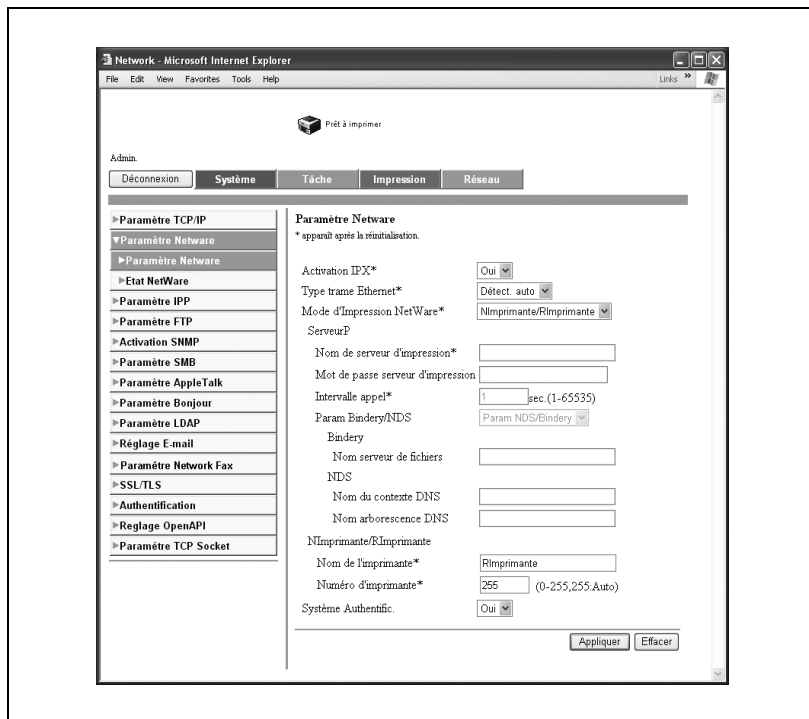 Network - Microsoft Internet Explorer
File Edit View Favorites Tools Help Links »
Prêt à imprimer
Admin.
Déconnexion Système Tâche Impression Réseau
Paramètre TCP/IP
Paramètre Netware
Paramètre Netware
Etat NetWare
Paramètre IPP
Paramètre FTP
Activation SNMP
Paramètre SMB
Paramètre AppleTalk
Paramètre Bonjour
Paramètre LDAP
Réglage E-mail
Paramétre Network Fax
SSL/TLS
Authentification
Reglage OpenAPI
Paramétre TCP Socket
Paramètre Netware
* apparaît après la réinitialisation.
Activation IPX* Oui
Type trame Ethernet* Détect. auto
Mode d'Impression NetWare* NImprimante/RImprimante
ServeurP
Nom de serveur d'impression*
Mot de passe serveur d'impression
Intervalle appel* 1 sec.(1-65535)
Param Bindery/NDS Param NDS/Bindery
Bindery
Nom serveur de fichiers
NDS
Nom du contexte DNS
Nom arborescence DNS
NImprimante/RImprimante
Nom de l'imprimante* RImprimante
Numéro d'imprimante* 255 (0-255,255:Auto)
Système Authentific. Oui
Appliquer Effacer